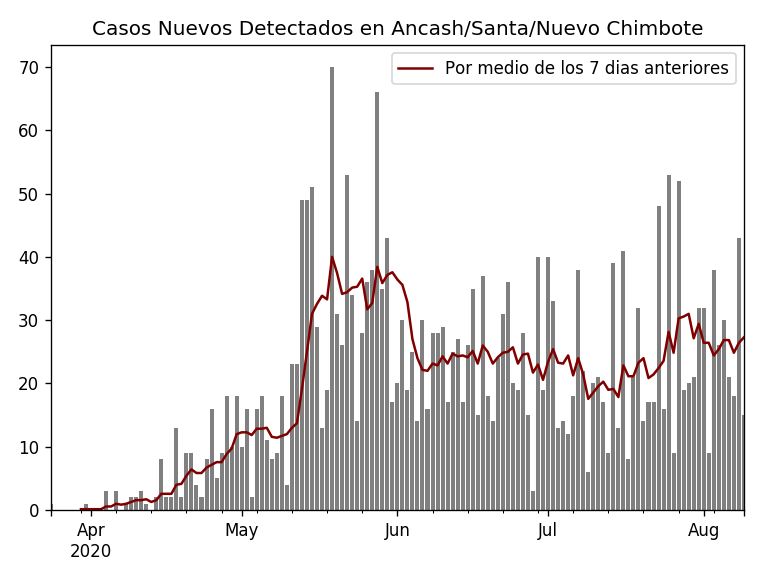 Casos Nuevos Detectados en Ancash/Santa/Nuevo Chimbote
Por medio de los 7 dias anteriores
70
60
50
40
30
20
10
0
Apr
2020
May
Jun
Jul
Aug